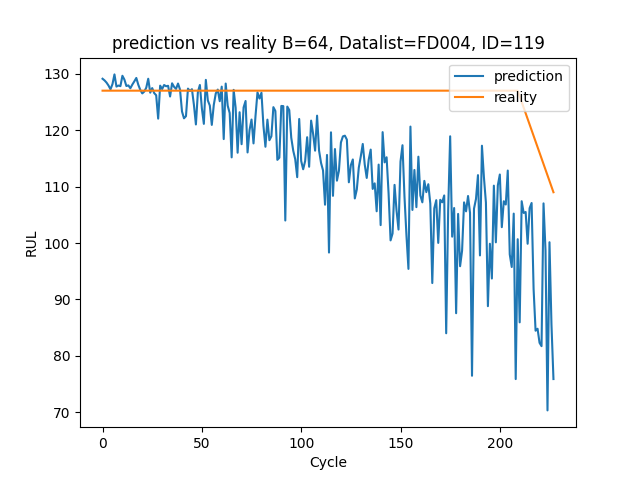 prediction vs reality B=64, Datalist=FD004, ID=119
prediction
reality
RUL
130
120
110
100
90
80
70
0 50 100 150 200
Cycle